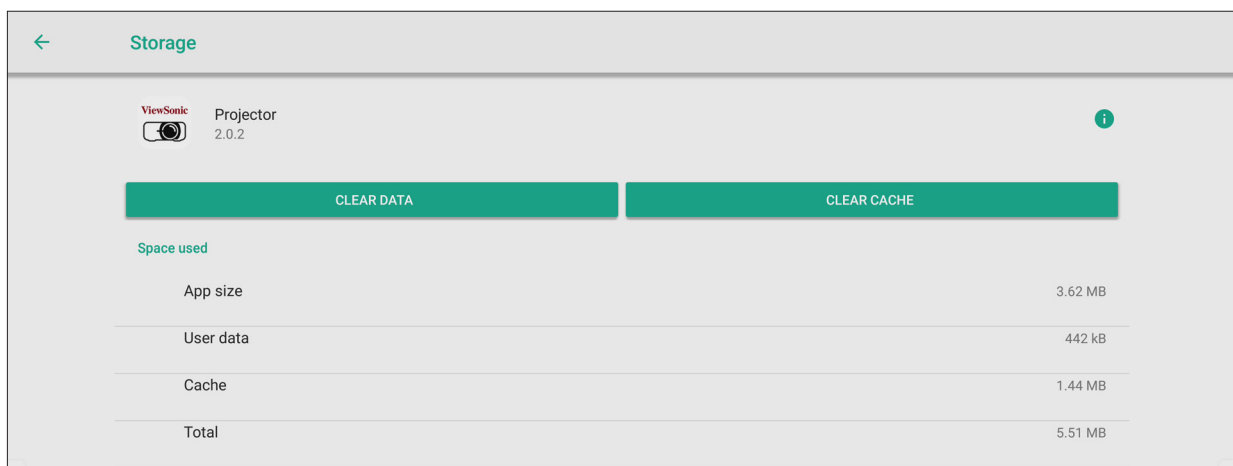 Storage
ViewSonic
Projector
2.0.2
CLEAR DATA CLEAR CACHE
Space used
App size 3.62 MB
User data 442 kB
Cache 1.44 MB
Total 5.51 MB